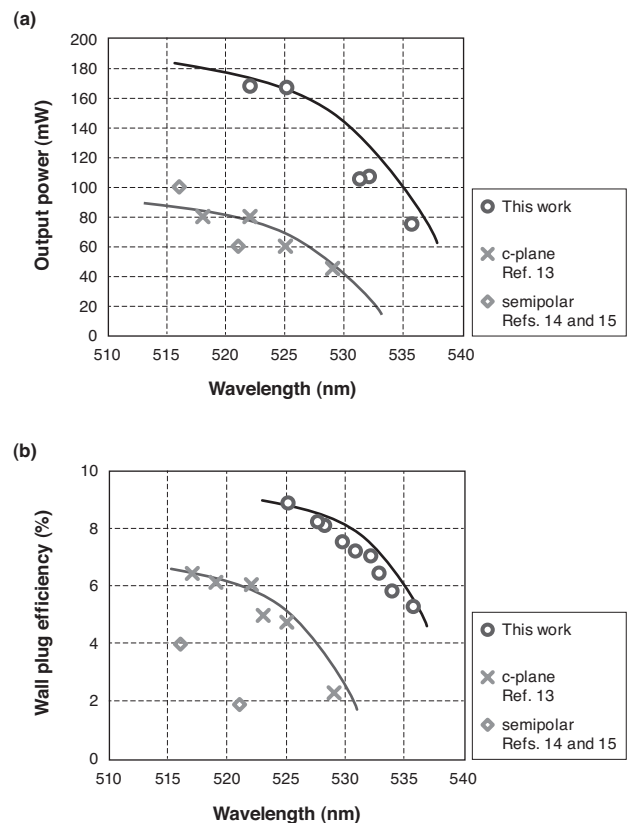 (a)
200
180
160
140
120
100
80
60
40
20
0
Output power (mW)
510 515 520 525 530 535 540
Wavelength (nm)
This work
c-plane
Ref. 13
semipolar
Refs. 14 and 15
(b)
10
8
6
4
2
0
Wall plug efficiency (%)
510 515 520 525 530 535 540
Wavelength (nm)
This work
c-plane
Ref. 13
semipolar
Refs. 14 and 15